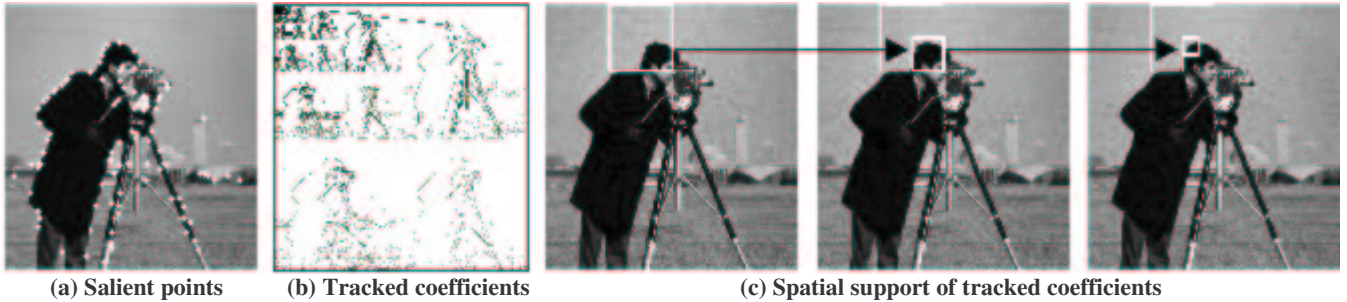 (a) Salient points
(b) Tracked coefficients
(c) Spatial support of tracked coefficients